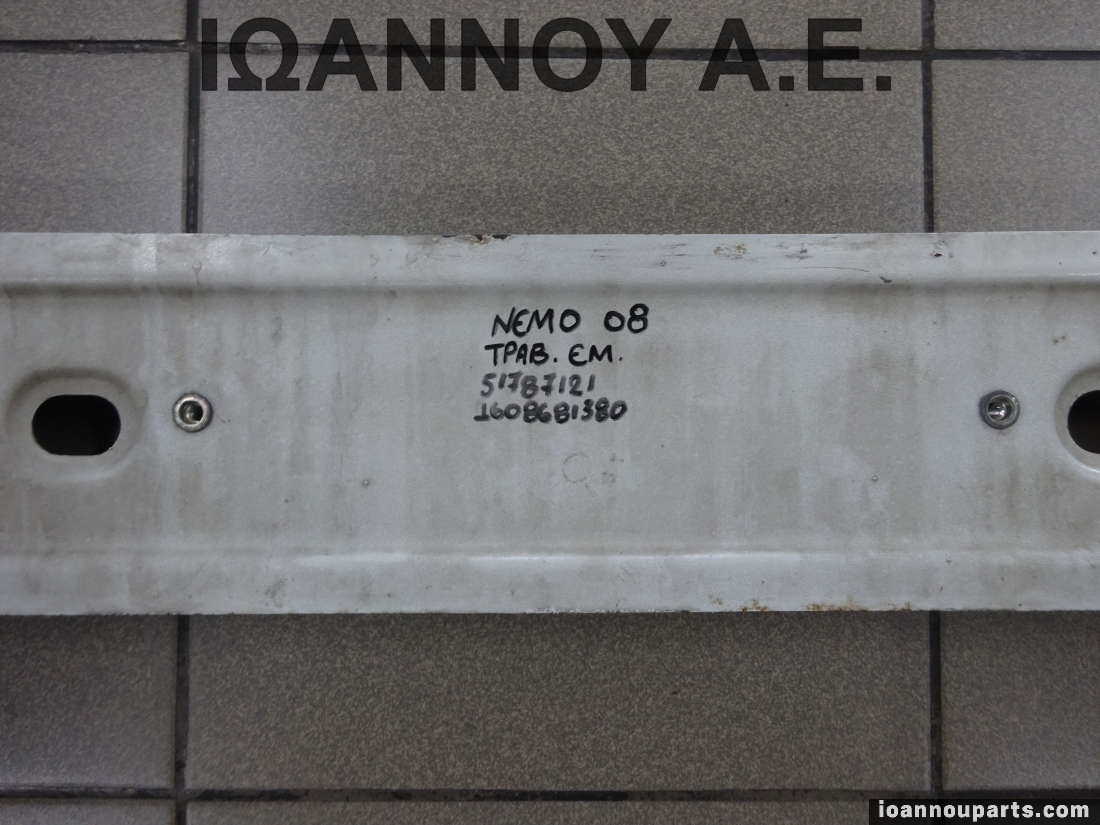 ΙΩΑΝΝΟΥ Α.Ε.
NEMO 08
ΤΡΑΒ. ΕΜ.
51787121
1608681380
ioannouparts.com